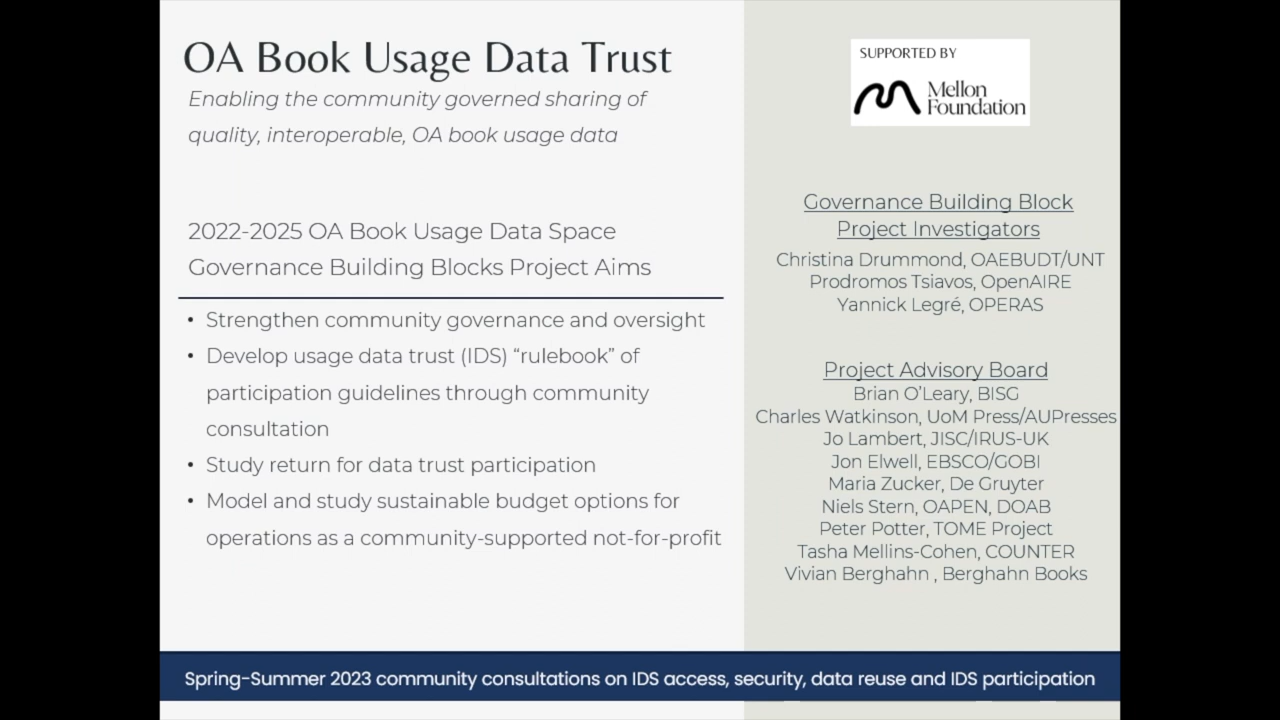 OA Book Usage Data Trust
Enabling the community governed sharing of
quality, interoperable, OA book usage data
2022-2025 OA Book Usage Data Space
Governance Building Blocks Project Aims
• Strengthen community governance and oversight
• Develop usage data trust (IDS) “rulebook” of
participation guidelines through community
consultation
• Study return for data trust participation
• Model and study sustainable budget options for
operations as a community-supported not-for-profit
SUPPORTED BY
Mellon
Foundation
Governance Building Block
Project Investigators
Christina Drummond, OAEBUDT/UNT
Prodromos Tsiavos, OpenAIRE
Yannick Legré, OPERAS
Project Advisory Board
Brian O’Leary, BISG
Charles Watkinson, UoM Press/AUPresses
Jo Lambert, JISC/IRUS-UK
Jon Elwell, EBSCO/GOBI
Maria Zucker, De Gruyter
Niels Stern, OAPEN, DOAB
Peter Potter, TOME Project
Tasha Mellins-Cohen, COUNTER
Vivian Berghahn , Berghahn Books
Spring-Summer 2023 community consultations on IDS access, security, data reuse and IDS participation